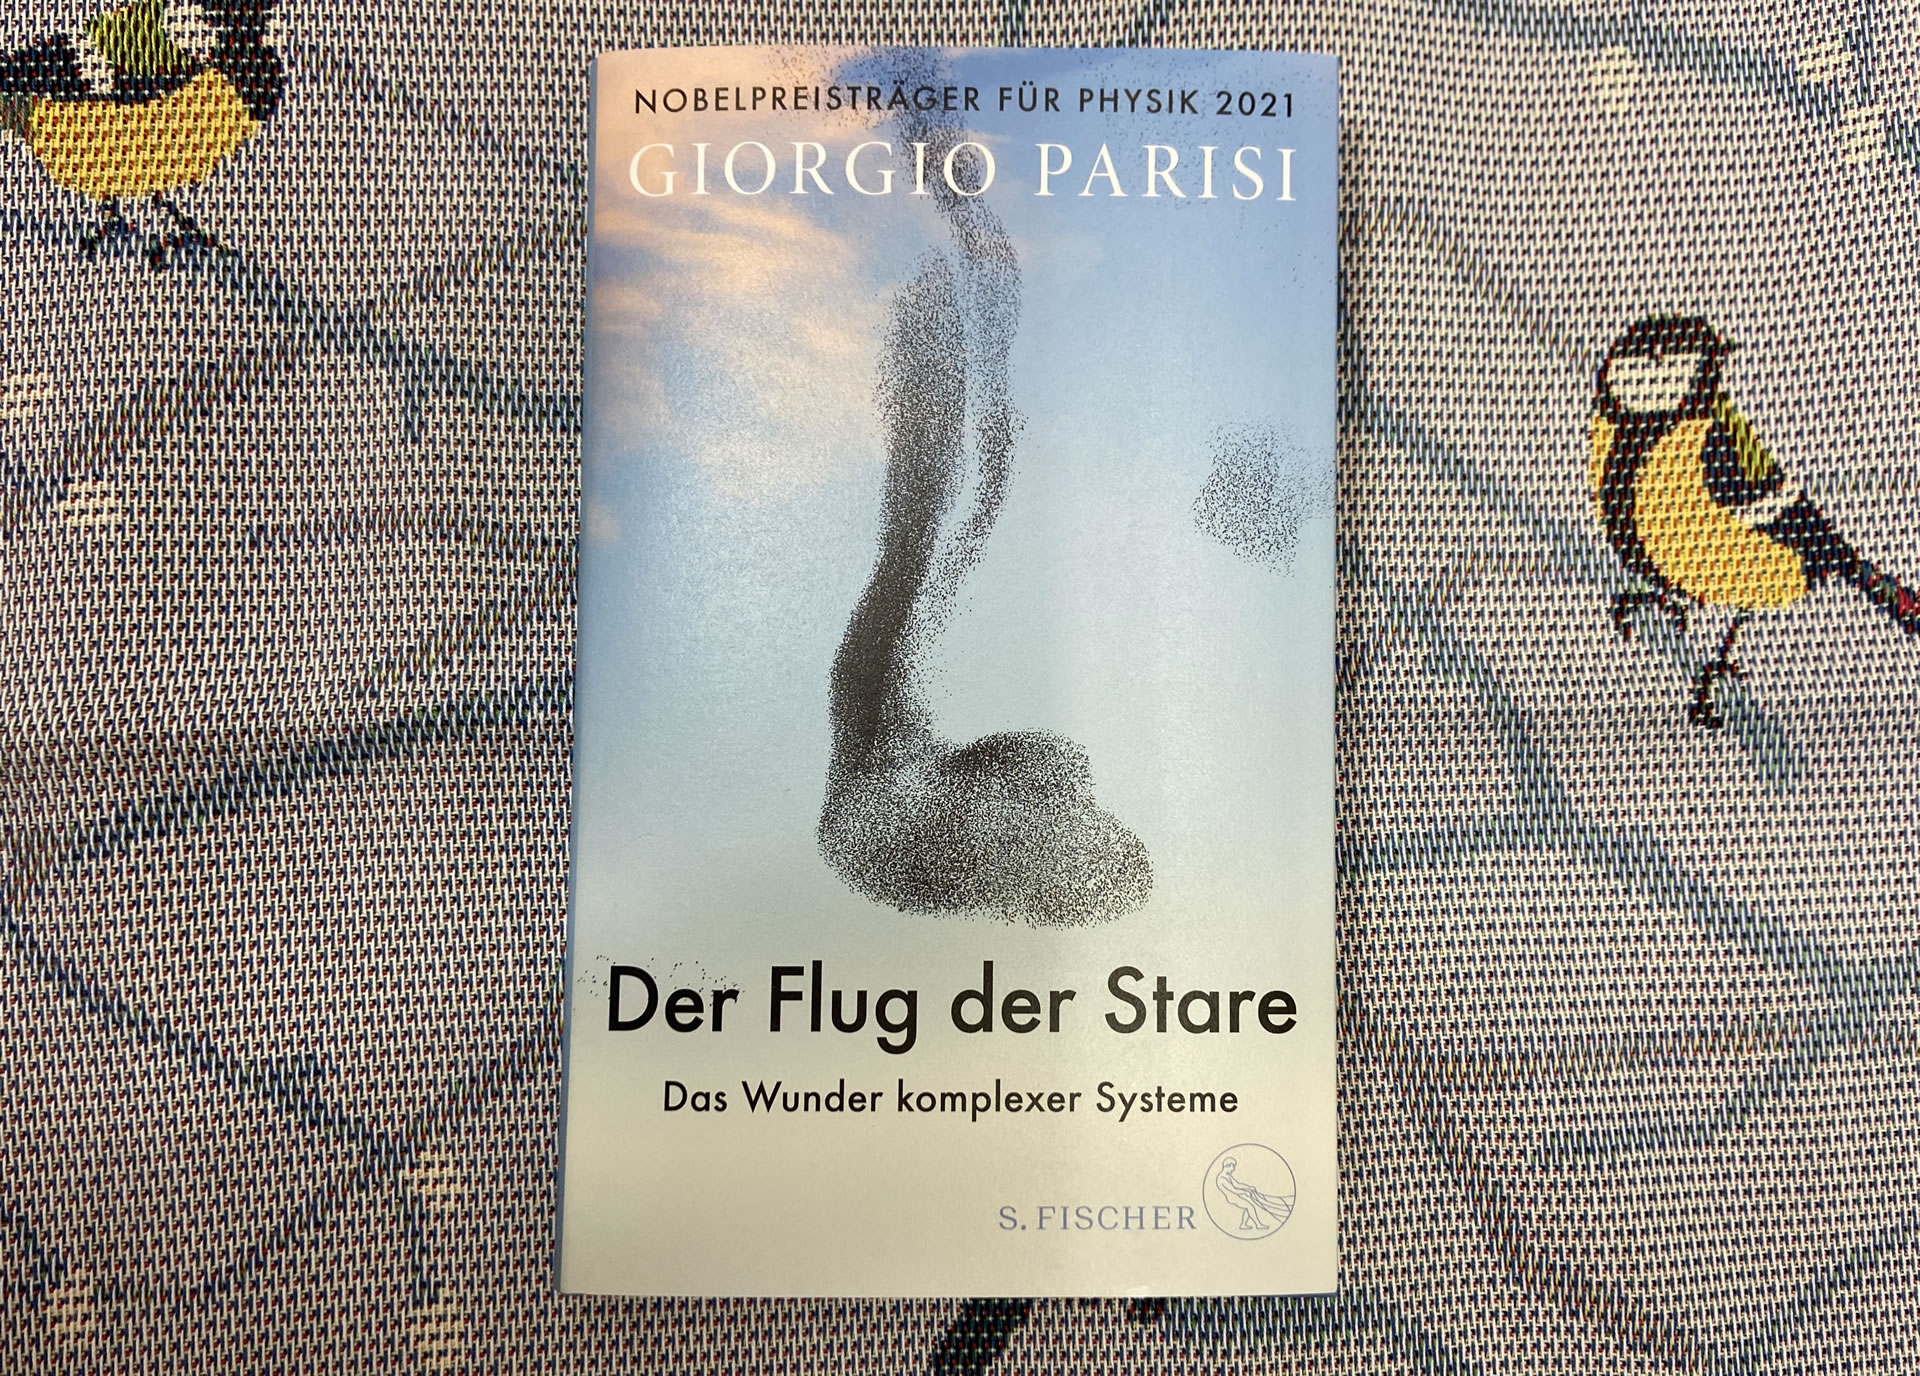 NOBELPREISTRÄGER FÜR PHYSIK 2021
GIORGIO PARISI
Der Flug der Stare
Das Wunder komplexer Systeme
S. FISCHER